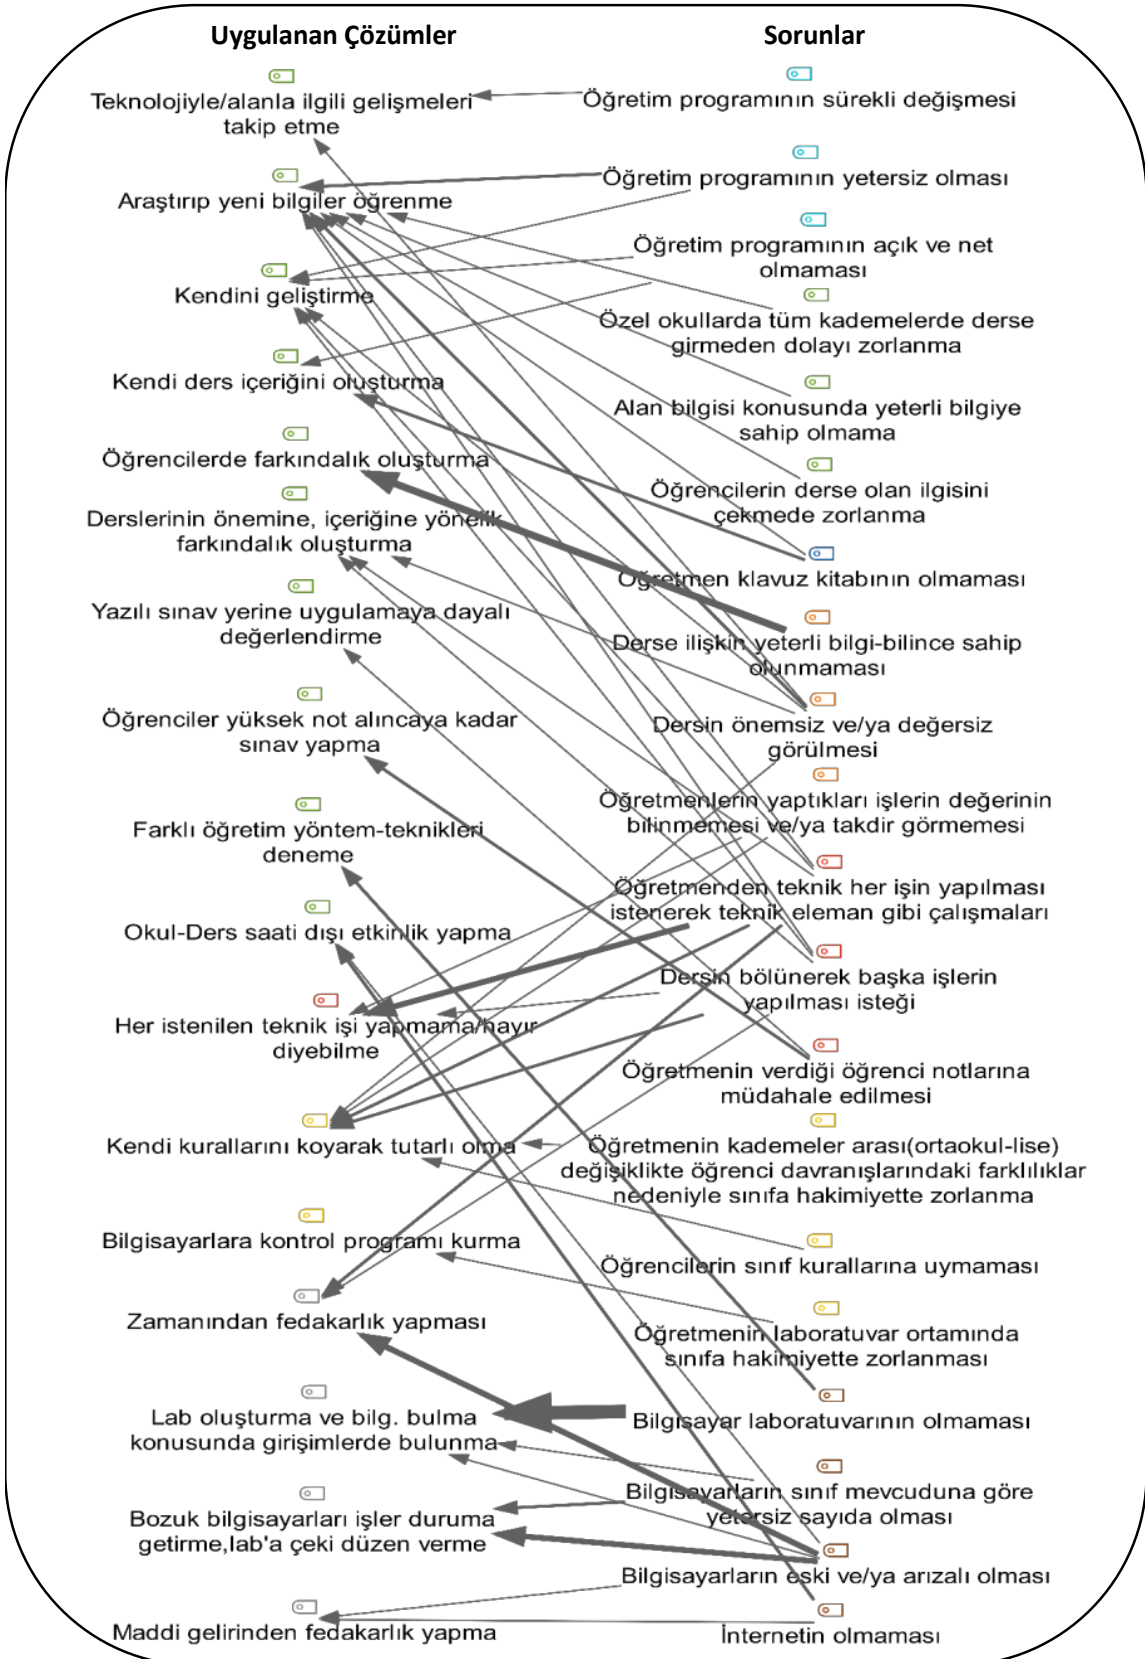 Uygulanan Çözümler
Teknolojiyle/alanla ilgili gelişmeleri
takip etme
Araştırıp yeni bilgiler öğrenme
Kendini geliştirme
Kendi ders içeriğini oluşturma
Öğrencilerde farkındalık oluşturma
Derslerinin önemine, içeriğine yönelik
farkındalık oluşturma
Yazılı sınav yerine uygulamaya dayalı
değerlendirme
Öğrenciler yüksek not alıncaya kadar
sınav yapma
Farklı öğretim yöntem-teknikleri
deneme
Okul-Ders saati dışı etkinlik yapma
Her istenilen teknik işi yapmama/hayır
diyebilme
Kendi kurallarını koyarak tutarlı olma
Bilgisayarlara kontrol programı kurma
Zamanından fedakarlık yapması
Lab oluşturma ve bilg. bulma
konusunda girişimlerde bulunma
Bozuk bilgisayarları işler duruma
getirme,lab'a çeki düzen verme
Maddi gelirinden fedakarlık yapma
Sorunlar
Öğretim programının sürekli değişmesi
Öğretim programının yetersiz olması
Öğretim programının açık ve net
olmaması
Özel okullarda tüm kademelerde derse
girmeden dolayı zorlanma
Alan bilgisi konusunda yeterli bilgiye
sahip olmama
Öğrencilerin derse olan ilgisini
çekmede zorlanma
Öğretmen klavuz kitabının olmaması
Derse ilişkin yeterli bilgi-bilince sahip
olunmaması
Dersin önemsiz ve/ya değersiz
görülmesi
Öğretmenlerin yaptıkları işlerin değerinin
bilinmemesi ve/ya takdir görmemesi
Öğretmenden teknik her işin yapılması
istenerek teknik eleman gibi çalışmaları
Dersin bölünerek başka işlerin
yapılması isteği
Öğretmenin verdiği öğrenci notlarına
müdahale edilmesi
Öğretmenin kademeler arası(ortaokul-lise)
değişiklikte öğrenci davranışlarındaki farklılıklar
nedeniyle sınıfa hakimiyette zorlanma
Öğrencilerin sınıf kurallarına uymaması
Öğretmenin laboratuvar ortamında
sınıfa hakimiyette zorlanması
Bilgisayar laboratuvarının olmaması
Bilgisayarların sınıf mevcuduna göre
yetersiz sayıda olması
Bilgisayarların eski ve/ya arızalı olması
İnternetin olmaması